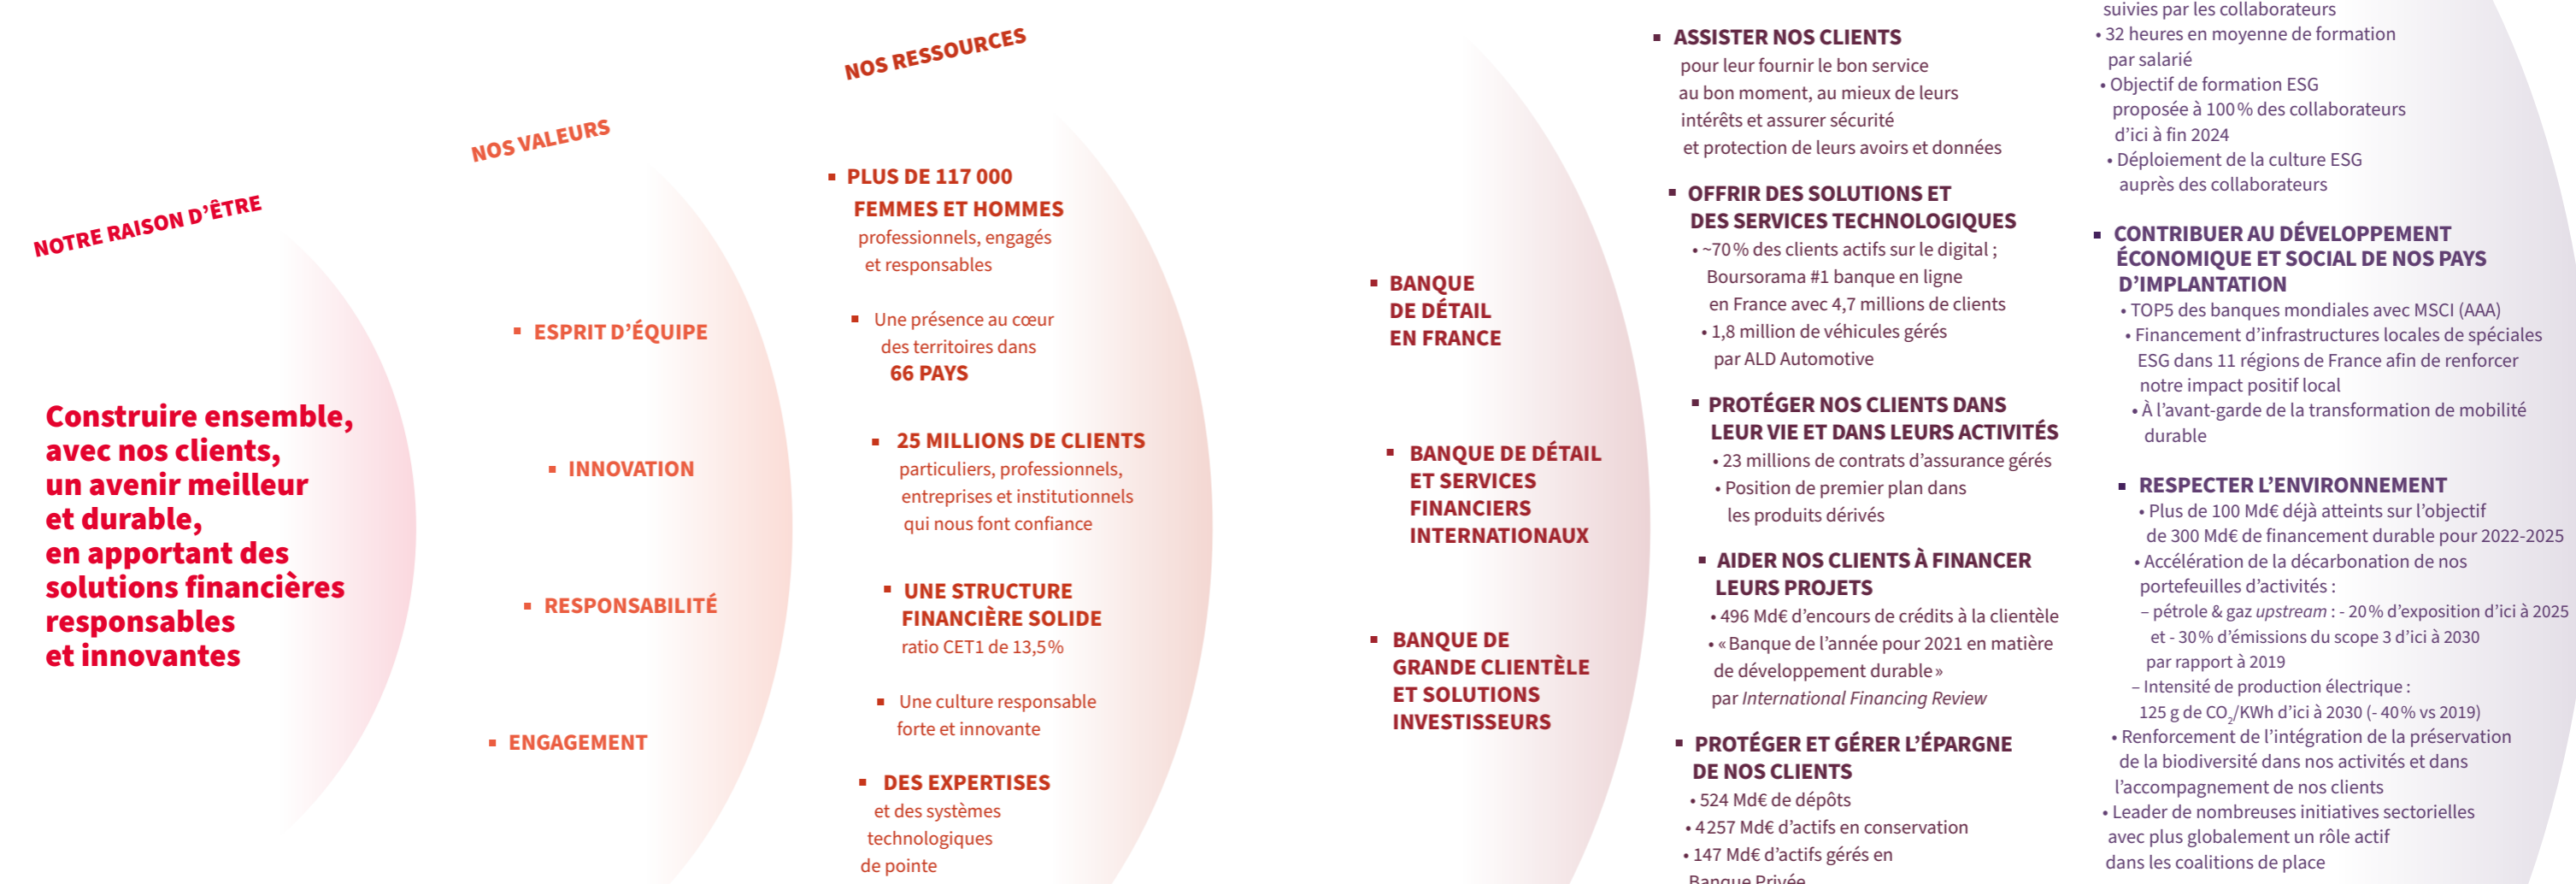 NOTRE RAISON D'ÊTRE
Construire ensemble,
avec nos clients,
un avenir meilleur
et durable,
en apportant des
solutions financières
responsables
et innovantes
NOS VALEURS
▪ ESPRIT D'ÉQUIPE
▪ INNOVATION
▪ RESPONSABILITÉ
▪ ENGAGEMENT
NOS RESSOURCES
▪ PLUS DE 117 000
FEMMES ET HOMMES
professionnels, engagés
et responsables
▪ Une présence au cœur
des territoires dans
66 PAYS
▪ 25 MILLIONS DE CLIENTS
particuliers, professionnels,
entreprises et institutionnels
qui nous font confiance
▪ UNE STRUCTURE
FINANCIÈRE SOLIDE
ratio CET1 de 13,5 %
▪ Une culture responsable
forte et innovante
▪ DES EXPERTISES
et des systèmes
technologiques
de pointe
▪ BANQUE
DE DÉTAIL
EN FRANCE
▪ BANQUE DE DÉTAIL
ET SERVICES
FINANCIERS
INTERNATIONAUX
▪ BANQUE DE
GRANDE CLIENTÈLE
ET SOLUTIONS
INVESTISSEURS
▪ ASSISTER NOS CLIENTS
pour leur fournir le bon service
au bon moment, au mieux de leurs
intérêts et assurer sécurité
et protection de leurs avoirs et données
▪ OFFRIR DES SOLUTIONS ET
DES SERVICES TECHNOLOGIQUES
• ~70 % des clients actifs sur le digital ;
Boursorama #1 banque en ligne
en France avec 4,7 millions de clients
• 1,8 million de véhicules gérés
par ALD Automotive
▪ PROTÉGER NOS CLIENTS DANS
LEUR VIE ET DANS LEURS ACTIVITÉS
• 23 millions de contrats d'assurance gérés
• Position de premier plan dans
les produits dérivés
▪ AIDER NOS CLIENTS À FINANCER
LEURS PROJETS
• 496 Md€ d'encours de crédits à la clientèle
• « Banque de l'année pour 2021 en matière
de développement durable »
par International Financing Review
▪ PROTÉGER ET GÉRER L'ÉPARGNE
DE NOS CLIENTS
• 524 Md€ de dépôts
• 4 257 Md€ d'actifs en conservation
• 147 Md€ d'actifs gérés en
Banque Privée
suivies par les collaborateurs
• 32 heures en moyenne de formation
par salarié
• Objectif de formation ESG
proposée à 100 % des collaborateurs
d'ici à fin 2024
• Déploiement de la culture ESG
auprès des collaborateurs
▪ CONTRIBUER AU DÉVELOPPEMENT
ÉCONOMIQUE ET SOCIAL DE NOS PAYS
D'IMPLANTATION
• TOP5 des banques mondiales avec MSCI (AAA)
• Financement d'infrastructures locales de spéciales
ESG dans 11 régions de France afin de renforcer
notre impact positif local
• À l'avant-garde de la transformation de mobilité
durable
▪ RESPECTER L'ENVIRONNEMENT
• Plus de 100 Md€ déjà atteints sur l'objectif
de 300 Md€ de financement durable pour 2022-2025
• Accélération de la décarbonation de nos
portefeuilles d'activités :
– pétrole & gaz upstream : - 20 % d'exposition d'ici à 2025
et - 30 % d'émissions du scope 3 d'ici à 2030
par rapport à 2019
– Intensité de production électrique :
125 g de CO₂/KWh d'ici à 2030 (- 40 % vs 2019)
• Renforcement de l'intégration de la préservation
de la biodiversité dans nos activités et dans
l'accompagnement de nos clients
• Leader de nombreuses initiatives sectorielles
avec plus globalement un rôle actif
dans les coalitions de place